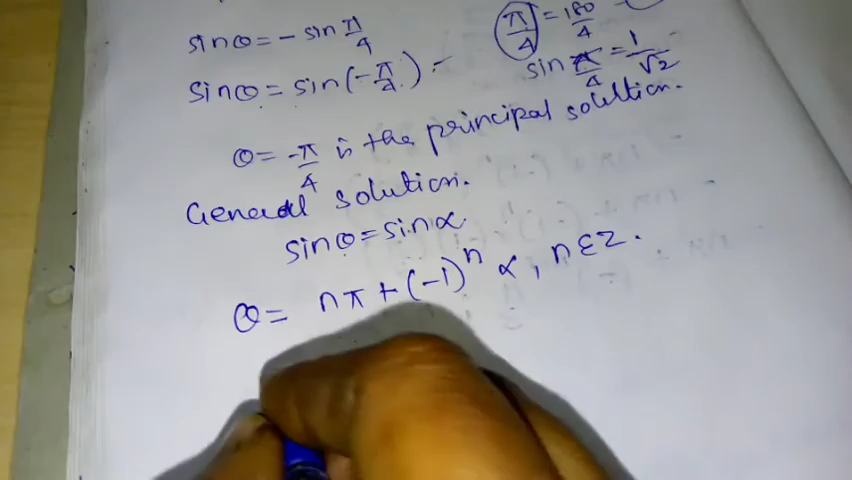 sinθ = - sin π/4
π/4 = 180/4
sinθ = sin(-π/4)
sin π/4 = 1/√2
θ = -π/4 is the principal solution.
General solution.
sinθ = sinα
θ = nπ + (-1)^n α, n ∈ Z.